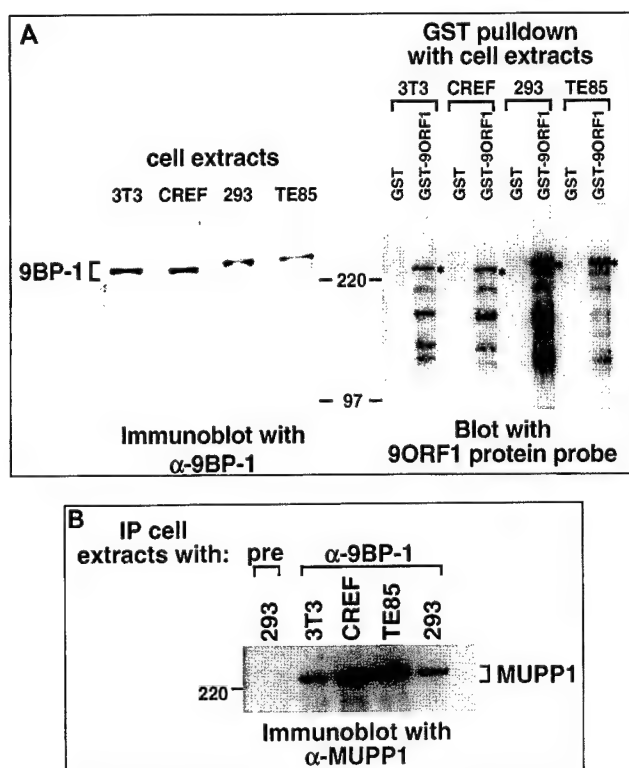 A
GST pulldown
with cell extracts
3T3 CREF 293 TE85
GST GST-9ORF1 GST GST-9ORF1 GST GST-9ORF1 GST GST-9ORF1
cell extracts
3T3 CREF 293 TE85
9BP-1 [
– 220 –
– 97 –
Immunoblot with
α-9BP-1
Blot with
9ORF1 protein probe
* * * *
B
IP cell
extracts with:
pre α-9BP-1
293 3T3 CREF TE85 293
220 –
] MUPP1
Immunoblot with
α-MUPP1